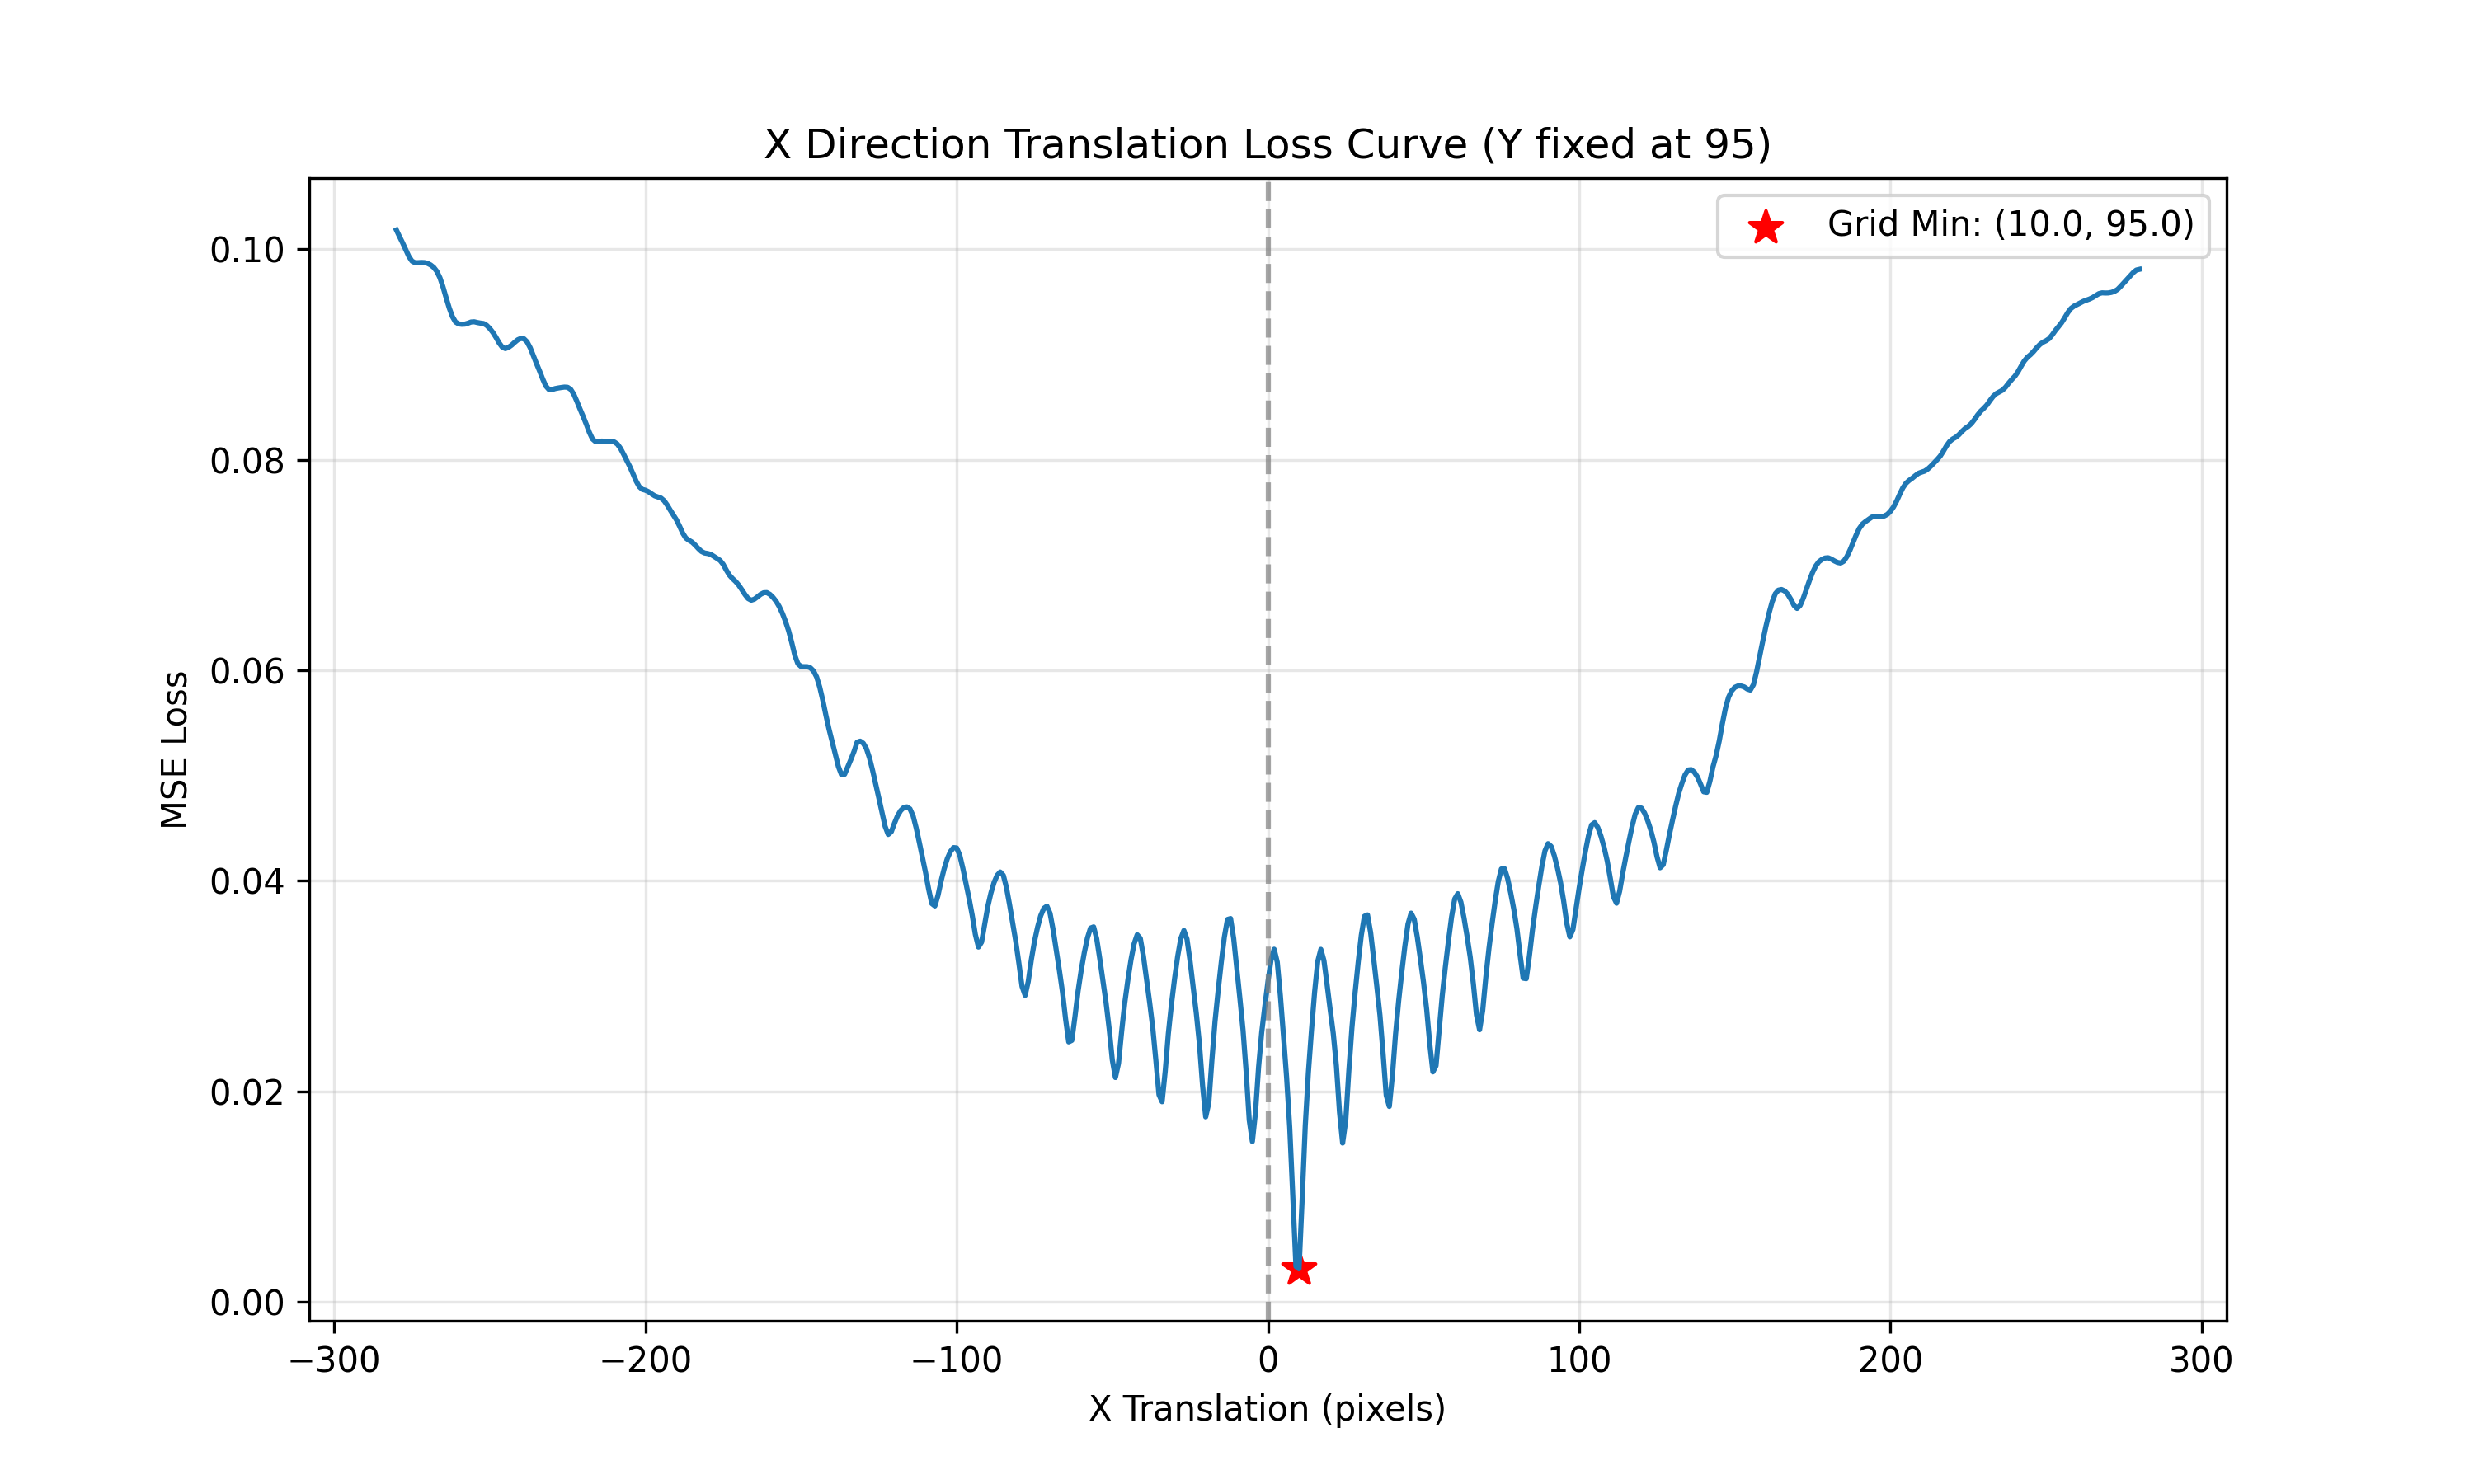 X Direction Translation Loss Curve (Y fixed at 95)
Grid Min: (10.0, 95.0)
MSE Loss
0.10
0.08
0.06
0.04
0.02
0.00
−300 −200 −100 0 100 200 300
X Translation (pixels)